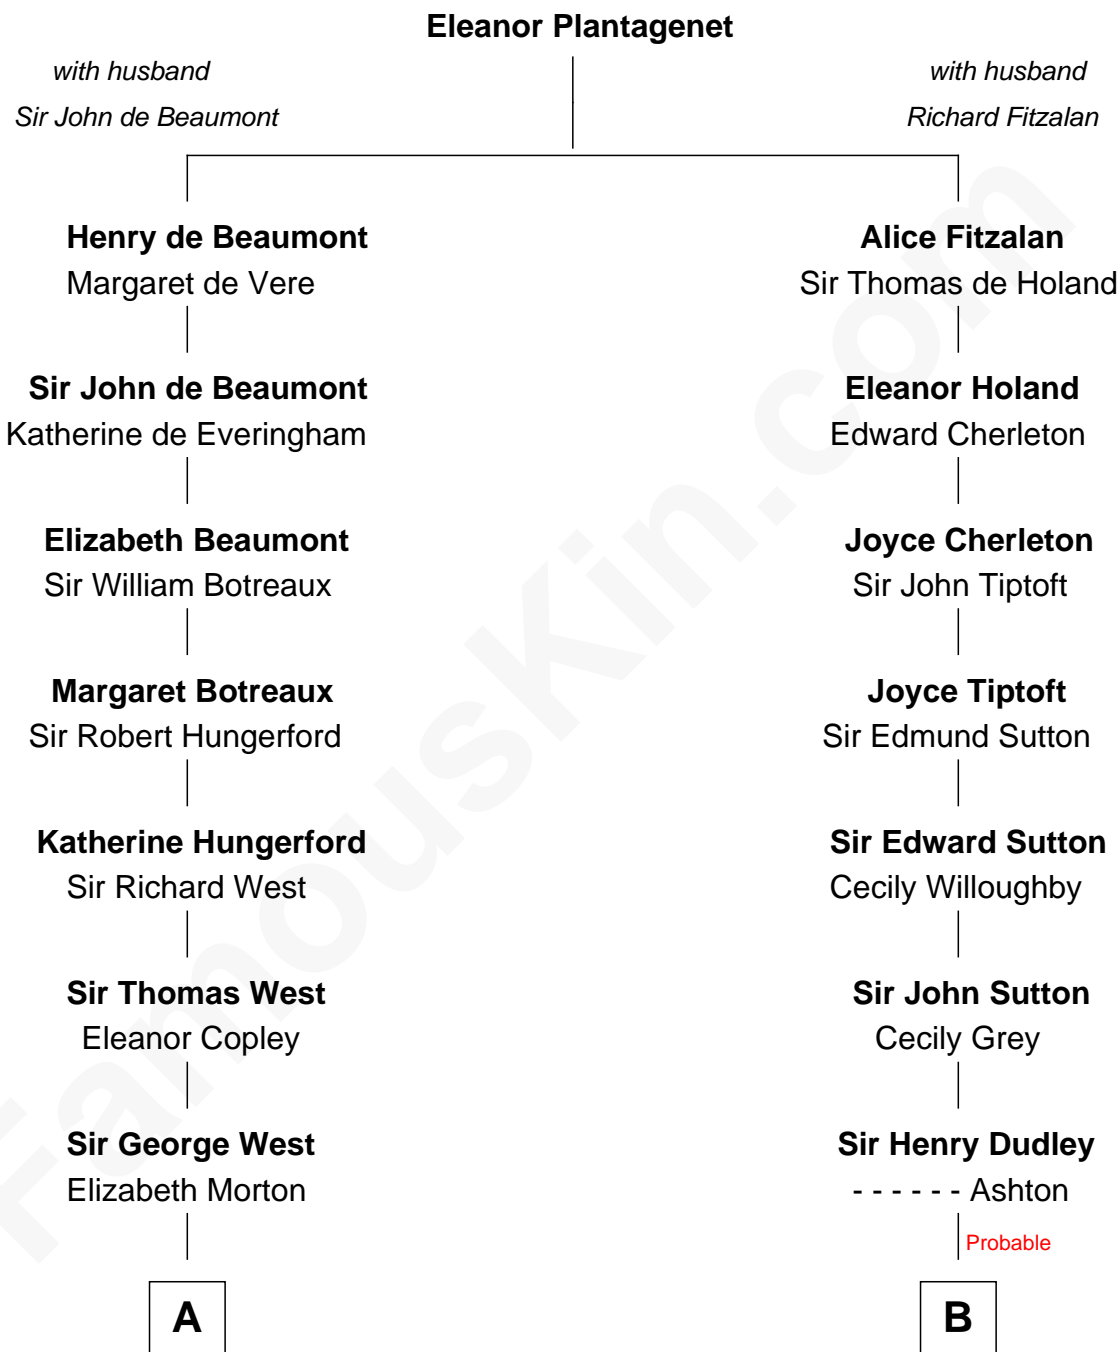 Eleanor Plantagenet
with husband
Sir John de Beaumont
with husband
Richard Fitzalan
Henry de Beaumont
Margaret de Vere
Alice Fitzalan
Sir Thomas de Holand
Sir John de Beaumont
Katherine de Everingham
Eleanor Holand
Edward Cherleton
Elizabeth Beaumont
Sir William Botreaux
Joyce Cherleton
Sir John Tiptoft
Margaret Botreaux
Sir Robert Hungerford
Joyce Tiptoft
Sir Edmund Sutton
Katherine Hungerford
Sir Richard West
Sir Edward Sutton
Cecily Willoughby
Sir Thomas West
Eleanor Copley
Sir John Sutton
Cecily Grey
Sir George West
Elizabeth Morton
Sir Henry Dudley
- - - - - - Ashton
Probable
A
B
FamousKin.com